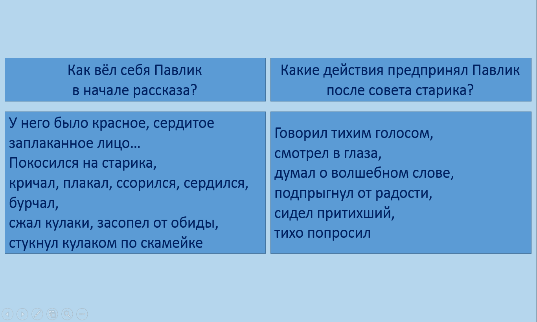 Как вёл себя Павлик
в начале рассказа?
Какие действия предпринял Павлик
после совета старика?
У него было красное, сердитое
заплаканное лицо...
Покосился на старика,
кричал, плакал, ссорился, сердился,
бурчал,
сжал кулаки, засопел от обиды,
стукнул кулаком по скамейке
Говорил тихим голосом,
смотрел в глаза,
думал о волшебном слове,
подпрыгнул от радости,
сидел притихший,
тихо попросил